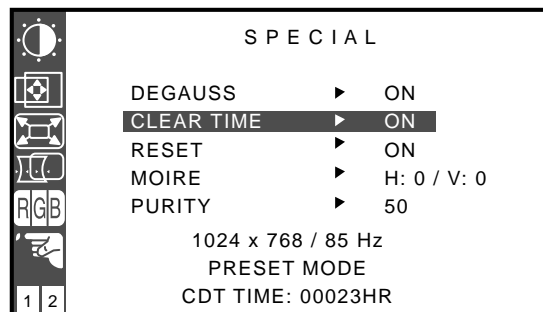 SPECIAL
DEGAUSS ▶ ON
CLEAR TIME ▶ ON
RESET ▶ ON
MOIRE ▶ H: 0 / V: 0
PURITY ▶ 50
RGB
1024 x 768 / 85 Hz
PRESET MODE
1 2
CDT TIME: 00023HR